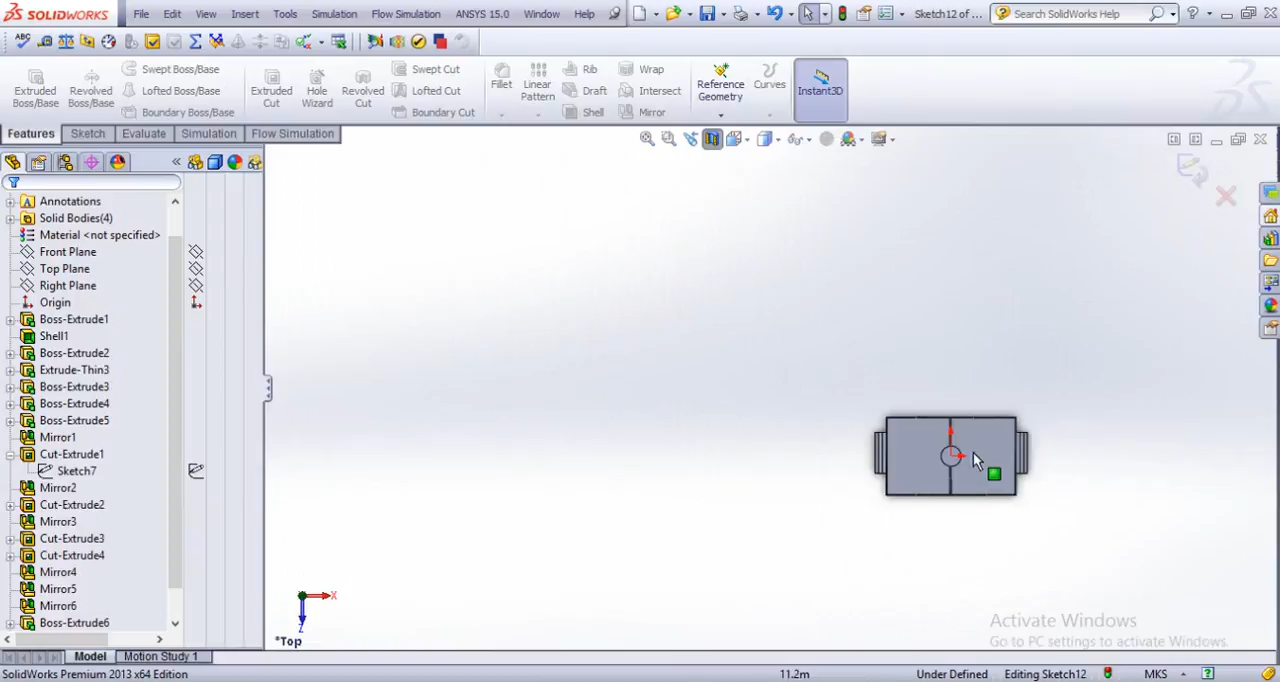 SOLIDWORKS File Edit View Insert Tools Simulation Flow Simulation ANSYS 15.0 Window Help Sketch12 of ... Search SolidWorks Help
ABC
Extruded Boss/Base
Revolved Boss/Base
Swept Boss/Base
Lofted Boss/Base
Boundary Boss/Base
Extruded Cut
Hole Wizard
Revolved Cut
Swept Cut
Lofted Cut
Boundary Cut
Fillet
Linear Pattern
Rib
Draft
Shell
Wrap
Intersect
Mirror
Reference Geometry
Curves
Instant3D
Features Sketch Evaluate Simulation Flow Simulation
Annotations
Solid Bodies(4)
Material <not specified>
Front Plane
Top Plane
Right Plane
Origin
Boss-Extrude1
Shell1
Boss-Extrude2
Extrude-Thin3
Boss-Extrude3
Boss-Extrude4
Boss-Extrude5
Mirror1
Cut-Extrude1
Sketch7
Mirror2
Cut-Extrude2
Mirror3
Cut-Extrude3
Cut-Extrude4
Mirror4
Mirror5
Mirror6
Boss-Extrude6
X
Z
*Top
Activate Windows
Go to PC settings to activate Windows.
Model Motion Study 1
SolidWorks Premium 2013 x64 Edition 11.2m Under Defined Editing Sketch12 MKS